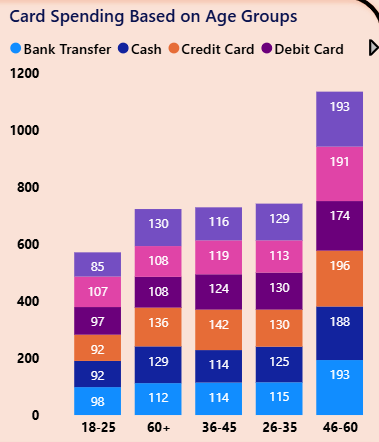 Card Spending Based on Age Groups
Bank Transfer Cash Credit Card Debit Card
1200
1000
800
600
400
200
0
85 130 116 129 193
107 108 119 113 191
97 108 124 130 174
92 136 142 130 196
92 129 114 125 188
98 112 114 115 193
18-25 60+ 36-45 26-35 46-60